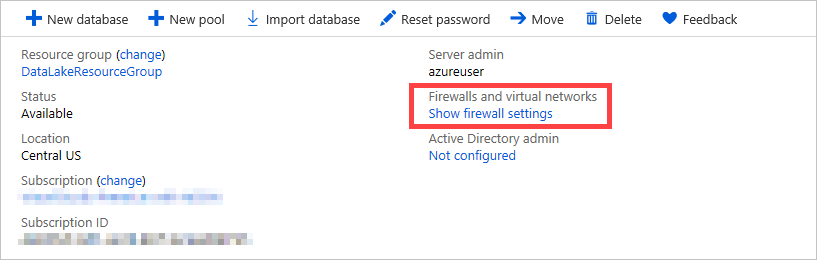 New database New pool Import database Reset password Move Delete Feedback
Resource group (change)
DataLakeResourceGroup
Status
Available
Location
Central US
Subscription (change)
Subscription ID
Server admin
azureuser
Firewalls and virtual networks
Show firewall settings
Active Directory admin
Not configured